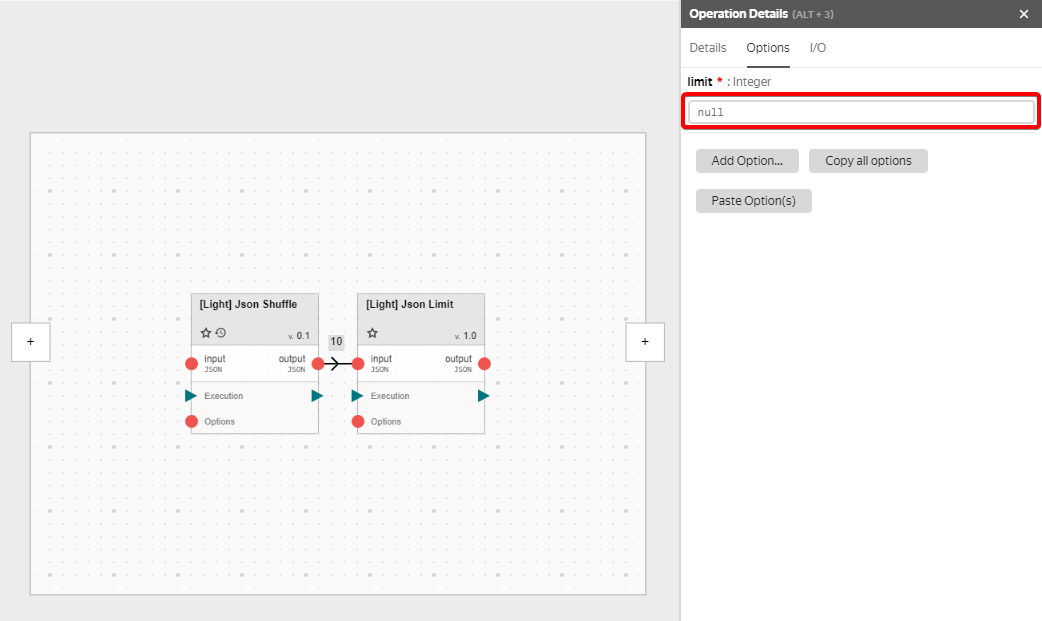 Operation Details (ALT + 3)
Details Options I/O
limit * : Integer
null
Add Option... Copy all options
Paste Option(s)
[Light] Json Shuffle
v. 0.1
input output
JSON JSON
Execution
Options
10
[Light] Json Limit
v. 1.0
input output
JSON JSON
Execution
Options
+
+